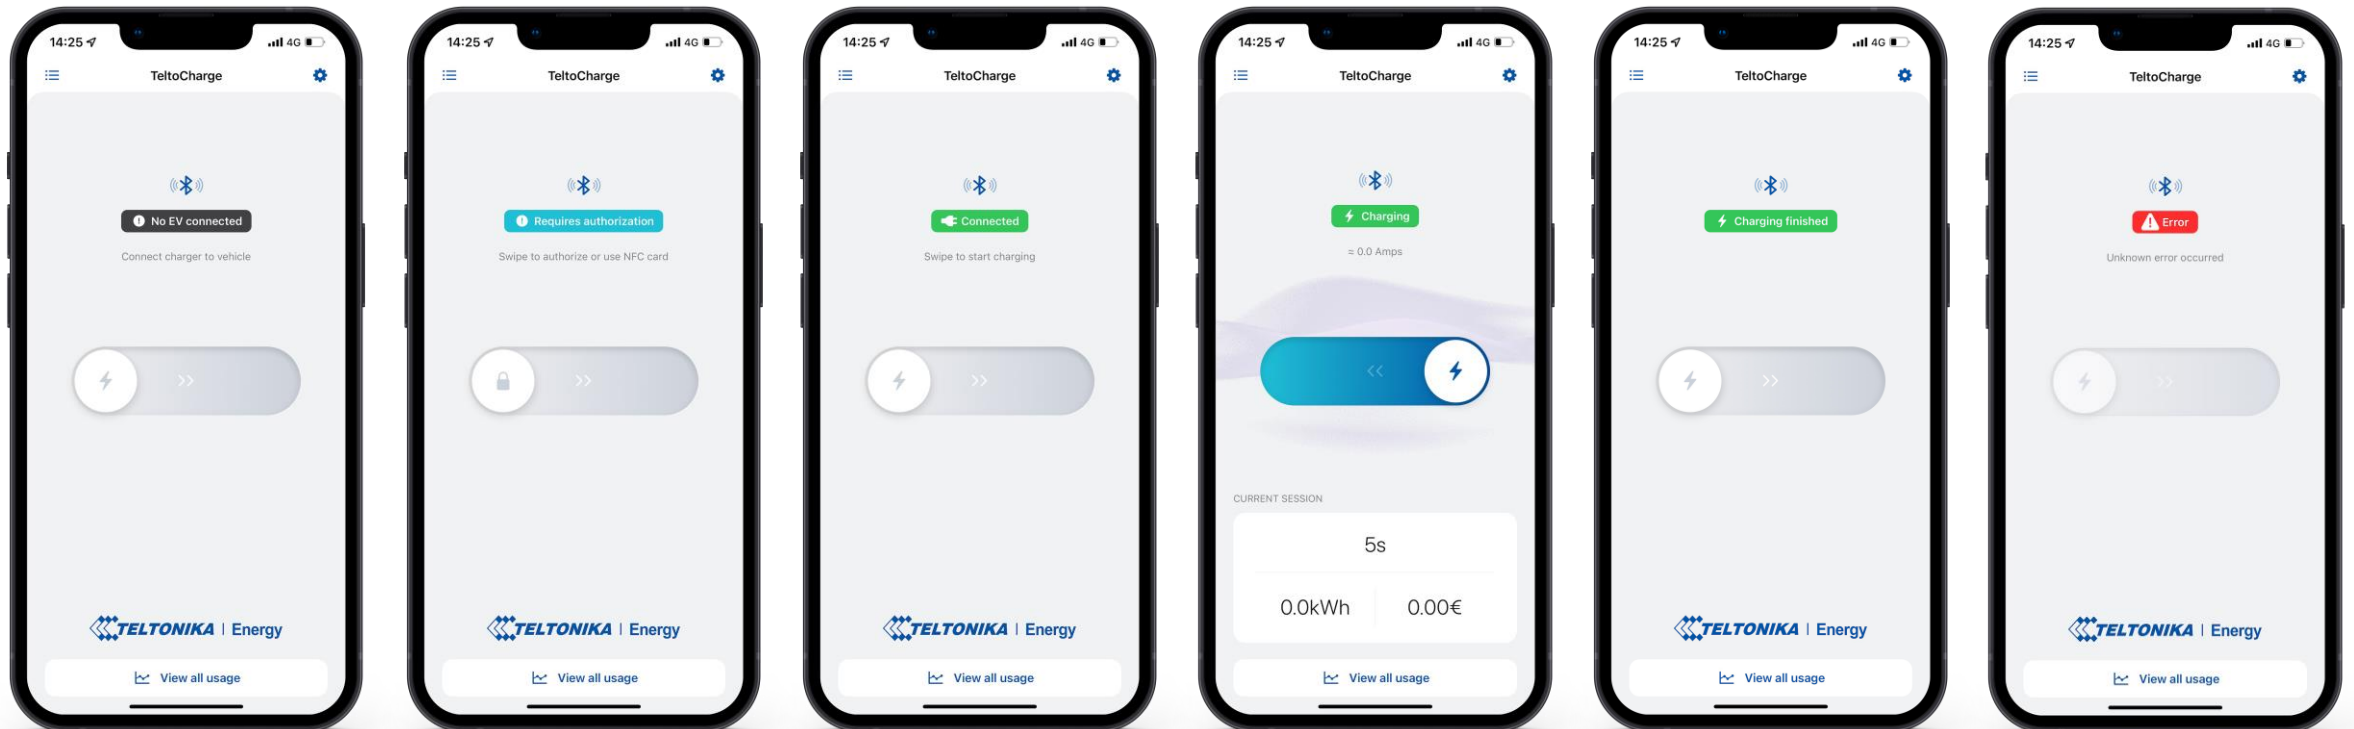 14:25
4G
TeltoCharge
No EV connected
Connect charger to vehicle
TELTONIKA | Energy
View all usage
14:25
4G
TeltoCharge
Requires authorization
Swipe to authorize or use NFC card
TELTONIKA | Energy
View all usage
14:25
4G
TeltoCharge
Connected
Swipe to start charging
TELTONIKA | Energy
View all usage
14:25
4G
TeltoCharge
Charging
≈ 0.0 Amps
CURRENT SESSION
5s
0.0kWh
0.00€
View all usage
14:25
4G
TeltoCharge
Charging finished
TELTONIKA | Energy
View all usage
14:25
4G
TeltoCharge
Error
Unknown error occurred
TELTONIKA | Energy
View all usage